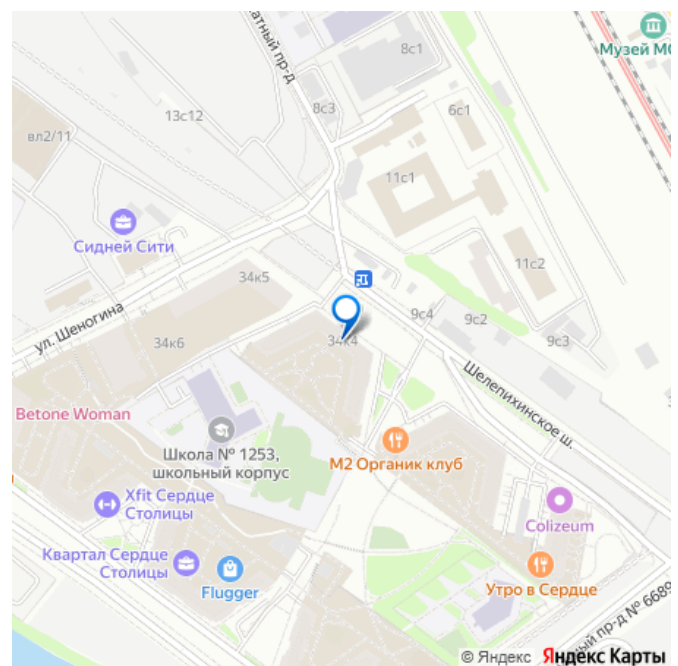 атный пр-д
8с1
Музей МС
13с12
8с3
6с1
вл2/11
11с1
Сидней Сити
34к5
11с2
ул. Шеногина
9с4
9с2
34к6
34к4
9с3
Шелепихинское ш.
Betone Woman
Школа № 1253,
школьный корпус
М2 Органик клуб
Xfit Сердце
Столицы
Colizeum
Квартал Сердце
Столицы
Flugger
Утро в Сердце
ный пр-д № 6689
© Яндекс Яндекс Карты